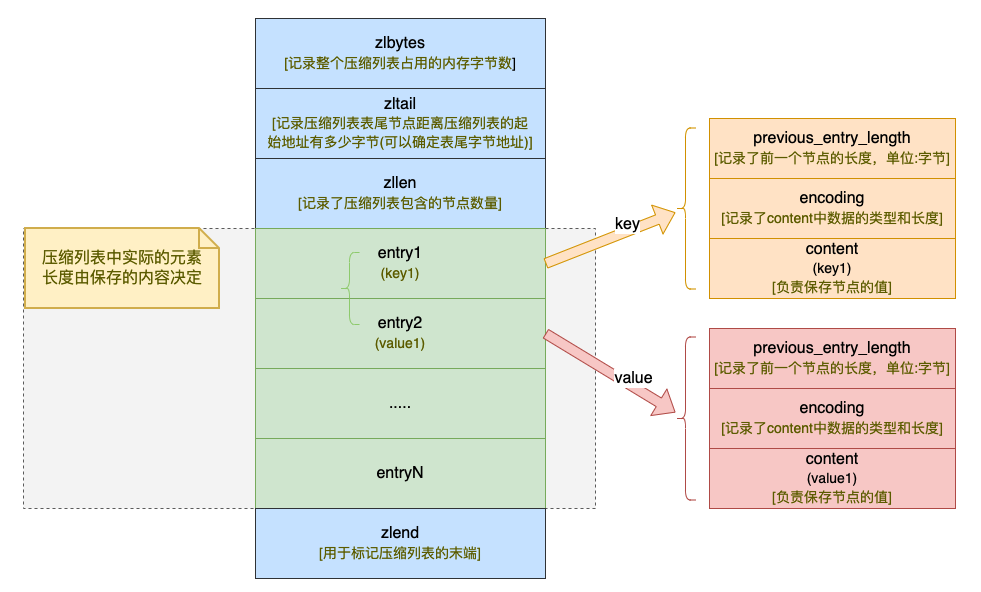 zlbytes
[记录整个压缩列表占用的内存字节数]
zltail
[记录压缩列表表尾节点距离压缩列表的起
始地址有多少字节(可以确定表尾字节地址)]
zllen
[记录了压缩列表包含的节点数量]
压缩列表中实际的元素
长度由保存的内容决定
entry1
(key1)
entry2
(value1)
.....
entryN
zlend
[用于标记压缩列表的末端]
key
previous_entry_length
[记录了前一个节点的长度，单位:字节]
encoding
[记录了content中数据的类型和长度]
content
(key1)
[负责保存节点的值]
value
previous_entry_length
[记录了前一个节点的长度，单位:字节]
encoding
[记录了content中数据的类型和长度]
content
(value1)
[负责保存节点的值]